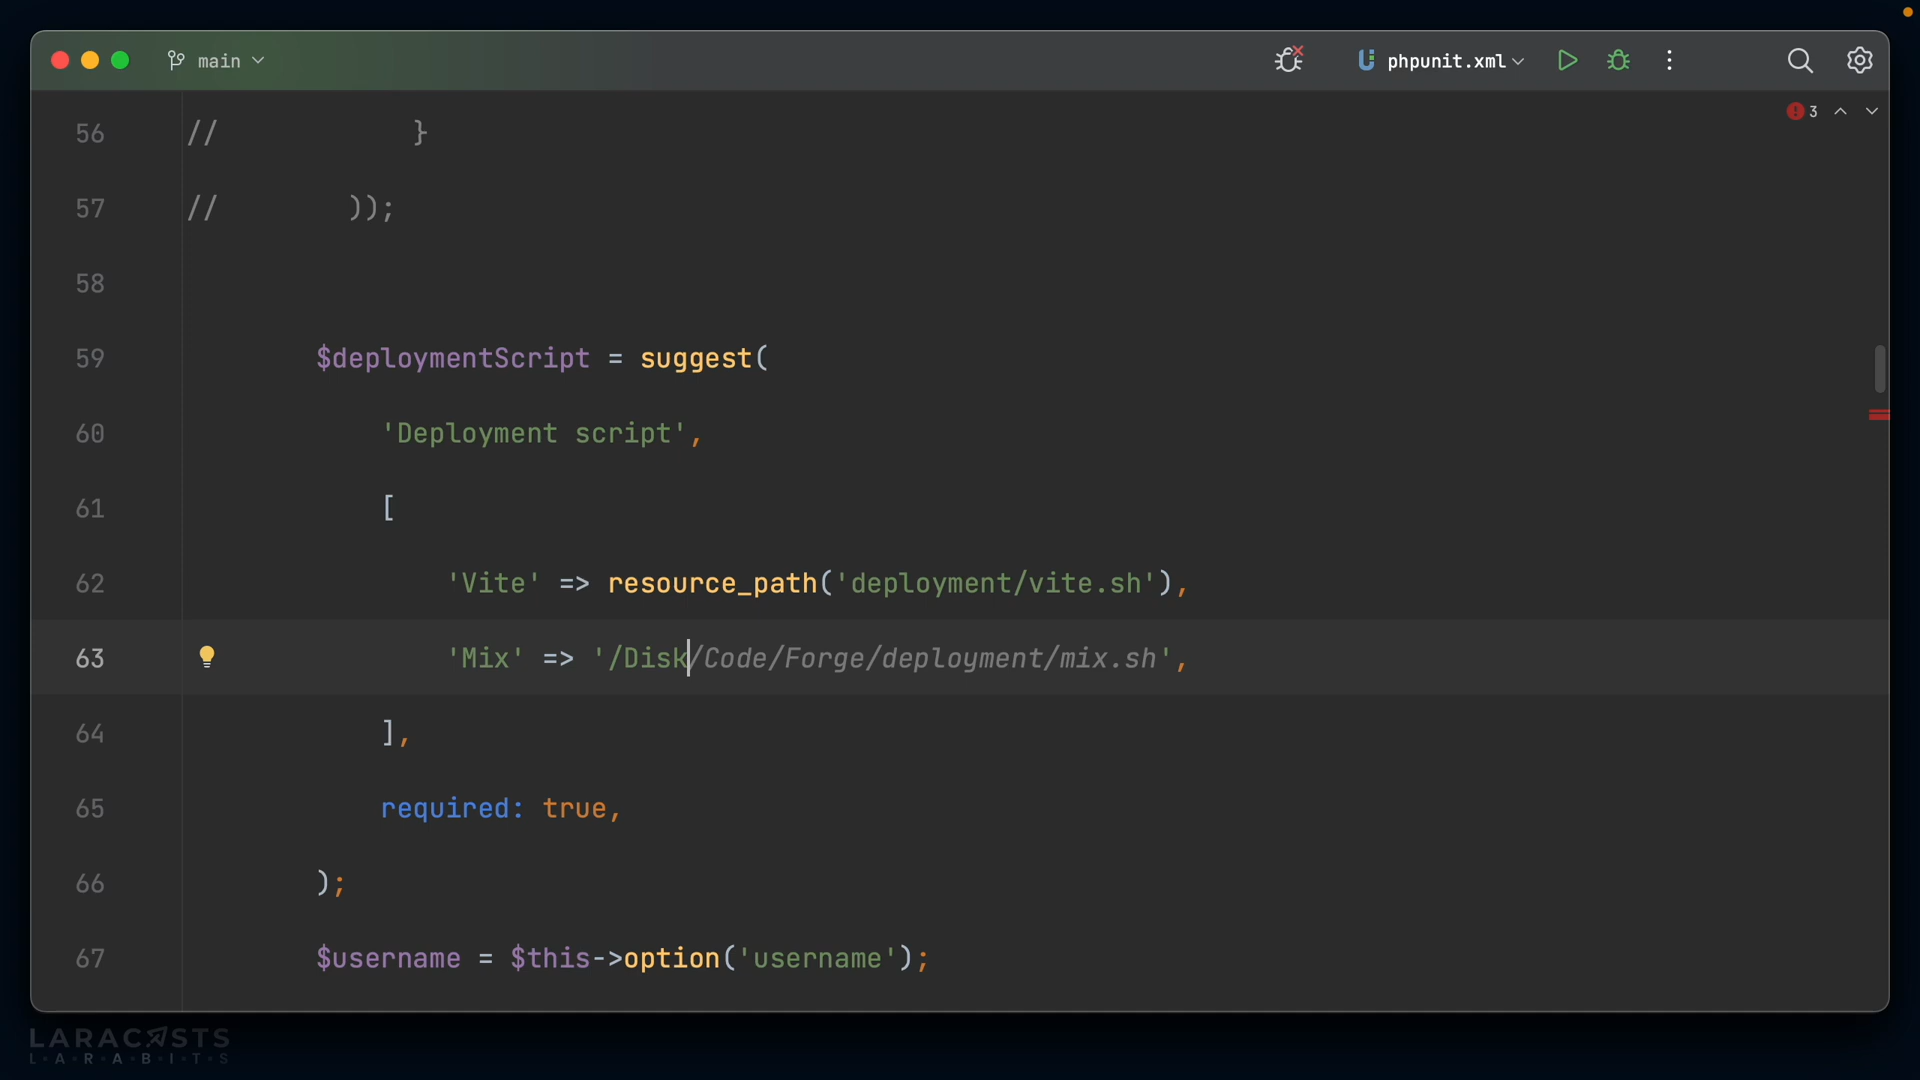 main
phpunit.xml
3
56 // }
57 // ));
58
59 $deploymentScript = suggest(
60 'Deployment script',
61 [
62 'Vite' => resource_path('deployment/vite.sh'),
63 'Mix' => '/Disk/Code/Forge/deployment/mix.sh',
64 ],
65 required: true,
66 );
67 $username = $this->option('username');
LARACASTS
L·A·R·A·B·I·T·S